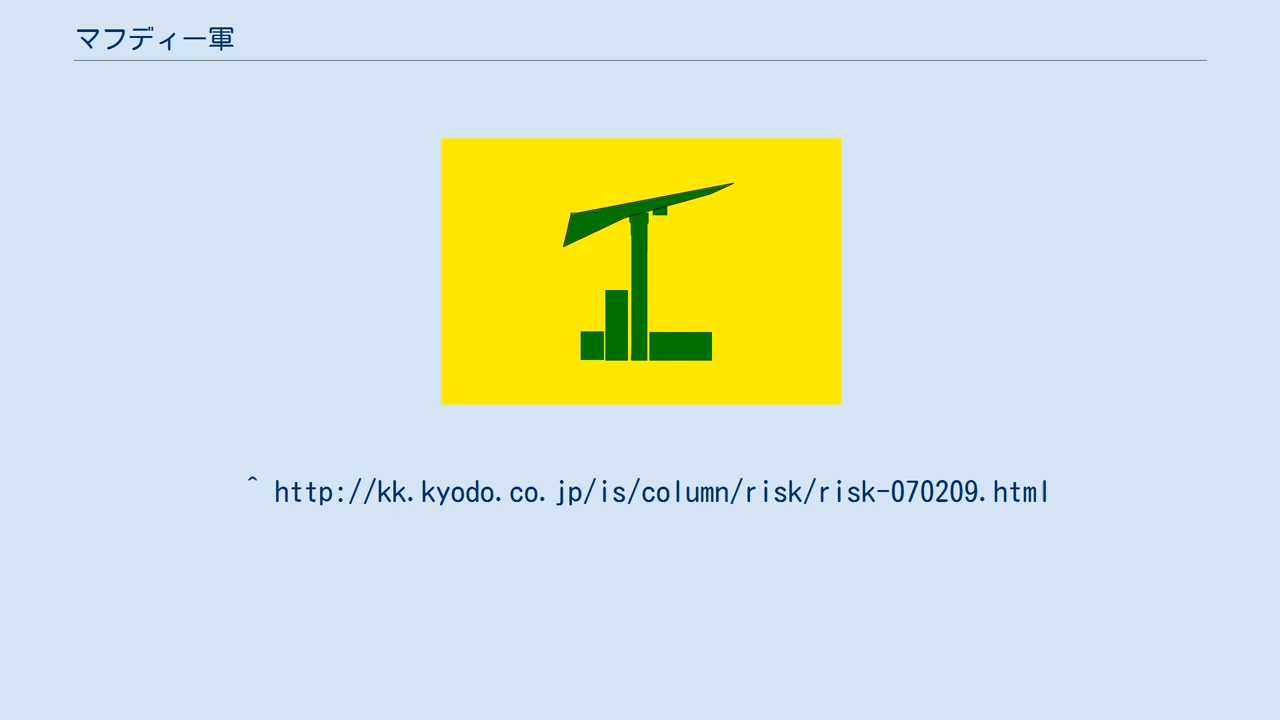 マフディー軍
^ http://kk.kyodo.co.jp/is/column/risk/risk-070209.html